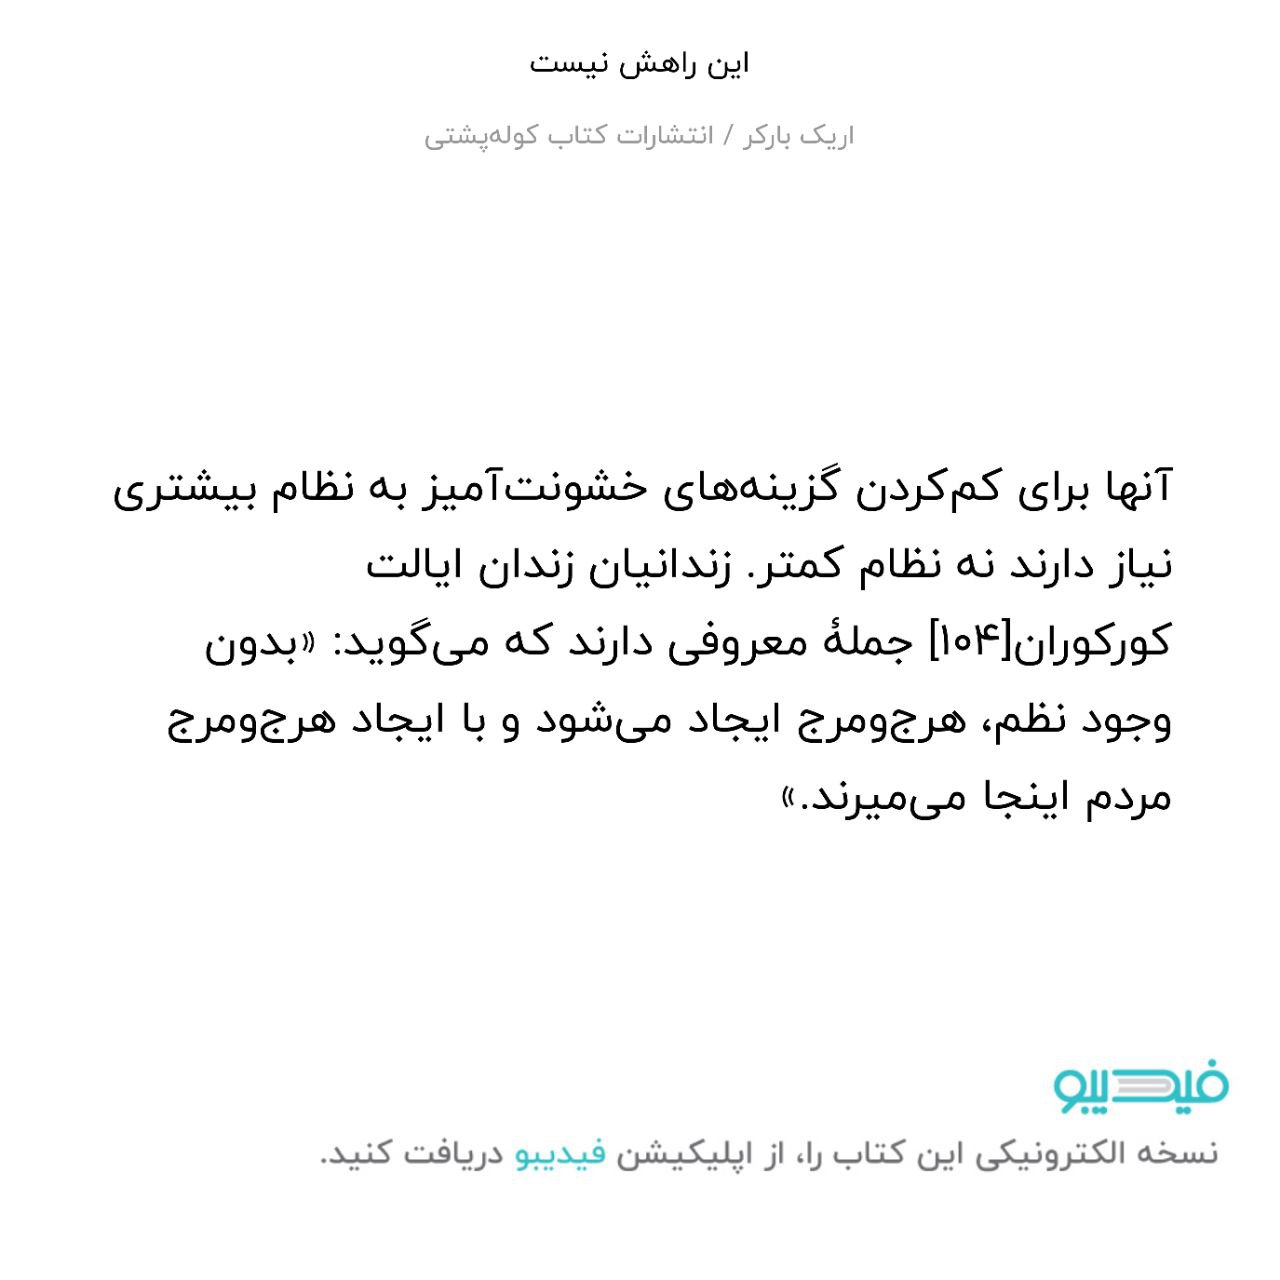 این راهش نیست
اریک بارکر / انتشارات کتاب کوله‌پشتی
آنها برای کم‌کردن گزینه‌های خشونت‌آمیز به نظام بیشتری
نیاز دارند نه نظام کمتر. زندانیان زندان ایالت
کورکوران[۱۰۴] جملهٔ معروفی دارند که می‌گوید: «بدون
وجود نظم، هرج‌ومرج ایجاد می‌شود و با ایجاد هرج‌ومرج
مردم اینجا می‌میرند.»
فیدیبو
نسخه الکترونیکی این کتاب را، از اپلیکیشن فیدیبو دریافت کنید.